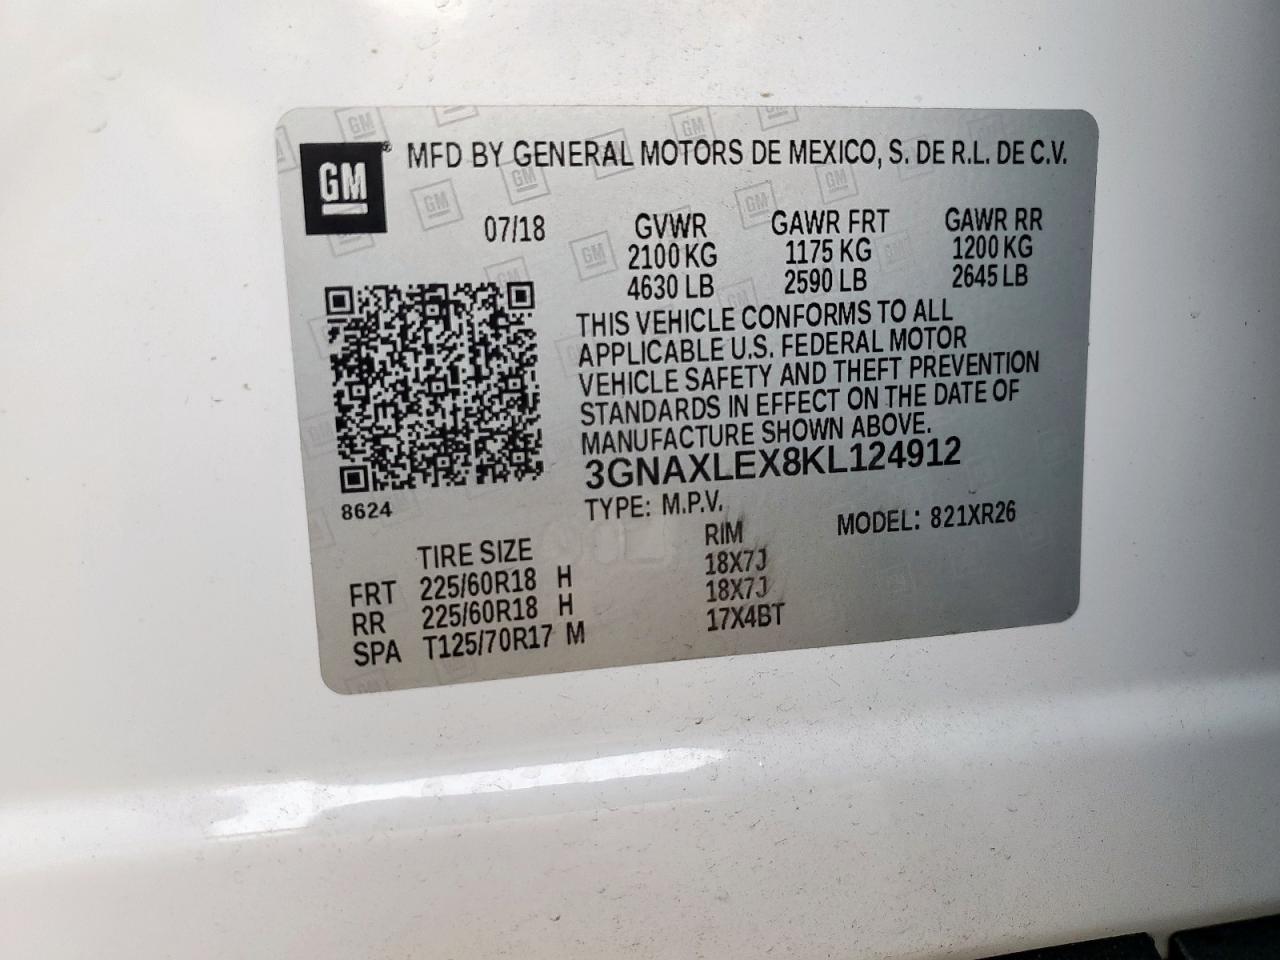 GM ® MFD BY GENERAL MOTORS DE MEXICO, S. DE R.L. DE C.V.
07/18 GVWR GAWR FRT GAWR RR
2100 KG 1175 KG 1200 KG
4630 LB 2590 LB 2645 LB
THIS VEHICLE CONFORMS TO ALL
APPLICABLE U.S. FEDERAL MOTOR
VEHICLE SAFETY AND THEFT PREVENTION
STANDARDS IN EFFECT ON THE DATE OF
MANUFACTURE SHOWN ABOVE.
3GNAXLEX8KL124912
8624
TYPE: M.P.V. MODEL: 821XR26
TIRE SIZE RIM
FRT 225/60R18 H 18X7J
RR 225/60R18 H 18X7J
SPA T125/70R17 M 17X4BT